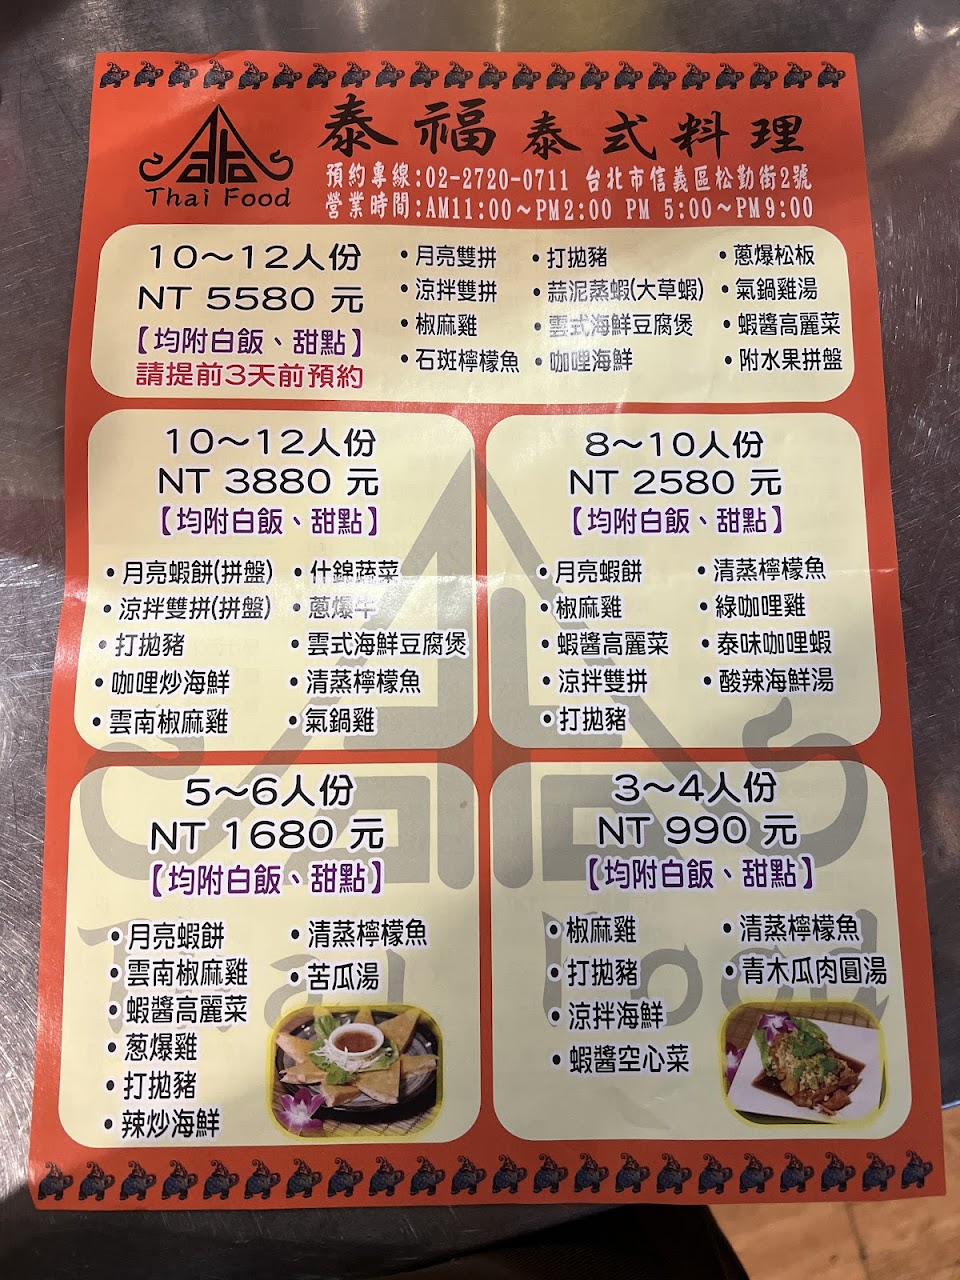 泰福泰式料理
Thai Food
預約專線:02-2720-0711 台北市信義區松勤街2號
營業時間:AM11:00～PM2:00 PM 5:00～PM9:00
10～12人份
NT 5580 元
【均附白飯、甜點】
請提前3天前預約
•月亮雙拼
•涼拌雙拼
•椒麻雞
•石斑檸檬魚
•打拋豬
•蒜泥蒸蝦(大草蝦)
•雲式海鮮豆腐煲
•咖哩海鮮
•蔥爆松板
•氣鍋雞湯
•蝦醬高麗菜
•附水果拼盤
10～12人份
NT 3880 元
【均附白飯、甜點】
•月亮蝦餅(拼盤)
•涼拌雙拼(拼盤)
•打拋豬
•咖哩炒海鮮
•雲南椒麻雞
•什錦蔬菜
•蔥爆牛
•雲式海鮮豆腐煲
•清蒸檸檬魚
•氣鍋雞
8～10人份
NT 2580 元
【均附白飯、甜點】
•月亮蝦餅
•椒麻雞
•蝦醬高麗菜
•涼拌雙拼
•打拋豬
•清蒸檸檬魚
•綠咖哩雞
•泰味咖哩蝦
•酸辣海鮮湯
5～6人份
NT 1680 元
【均附白飯、甜點】
•月亮蝦餅
•雲南椒麻雞
•蝦醬高麗菜
•葱爆雞
•打拋豬
•辣炒海鮮
•清蒸檸檬魚
•苦瓜湯
3～4人份
NT 990 元
【均附白飯、甜點】
•椒麻雞
•打拋豬
•涼拌海鮮
•蝦醬空心菜
•清蒸檸檬魚
•青木瓜肉圓湯
Thai Food